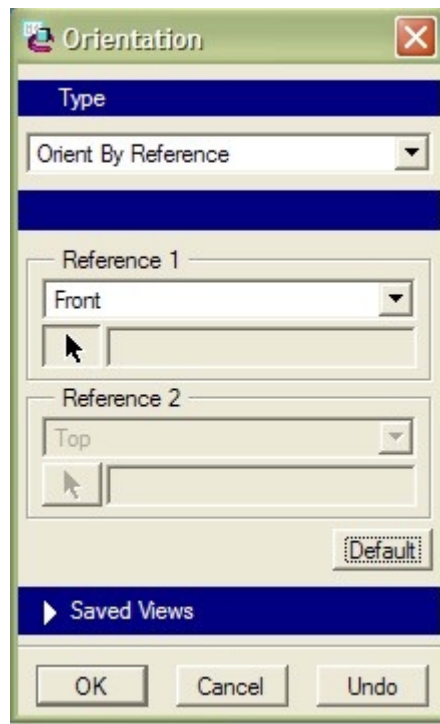 Orientation
Type
Orient By Reference
Reference 1
Front
Reference 2
Top
Default
Saved Views
OK Cancel Undo